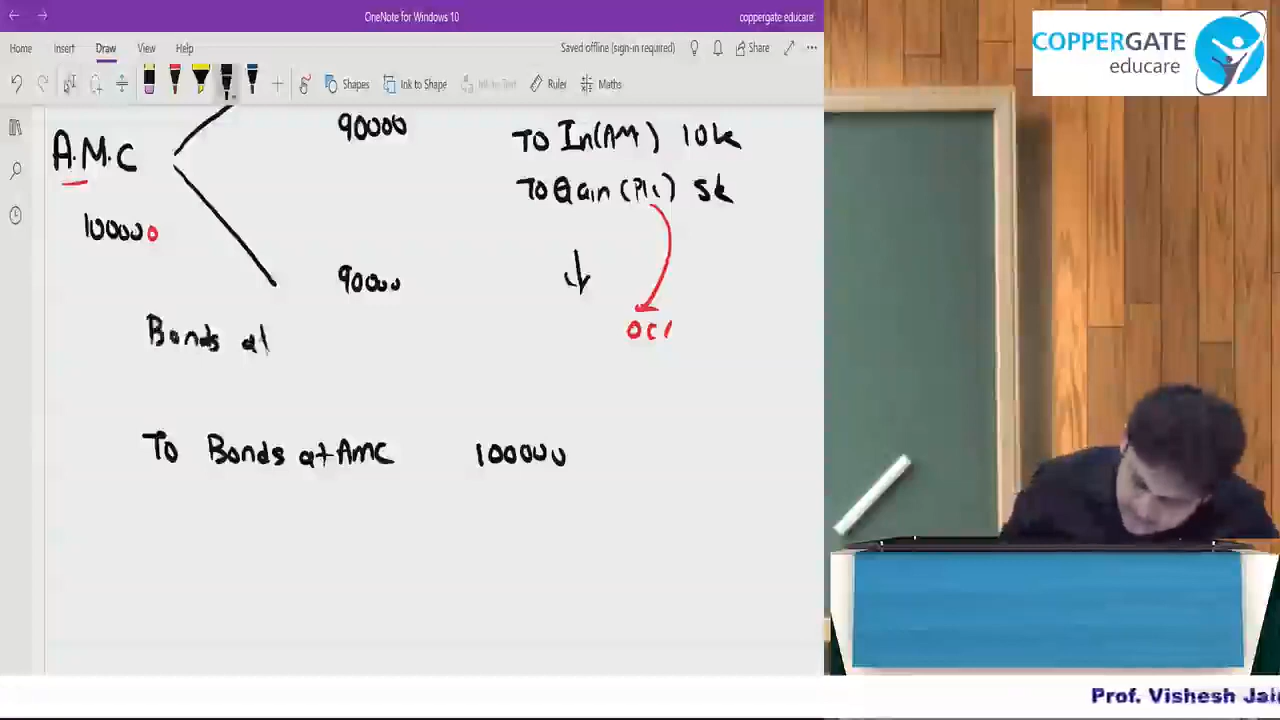 OneNote for Windows 10
coppergate educare
Home Insert Draw View Help
Saved offline (sign-in required)
Share
Shapes
Ink to Shape
Ink to Text
Ruler
Maths
COPPERGATE
educare
90000
A.M.C
To In(AM) 10k
To Gain (PLC) 5k
100000
90000
OCI
Bonds at
To Bonds at AMC 100000
Prof. Vishesh Jai